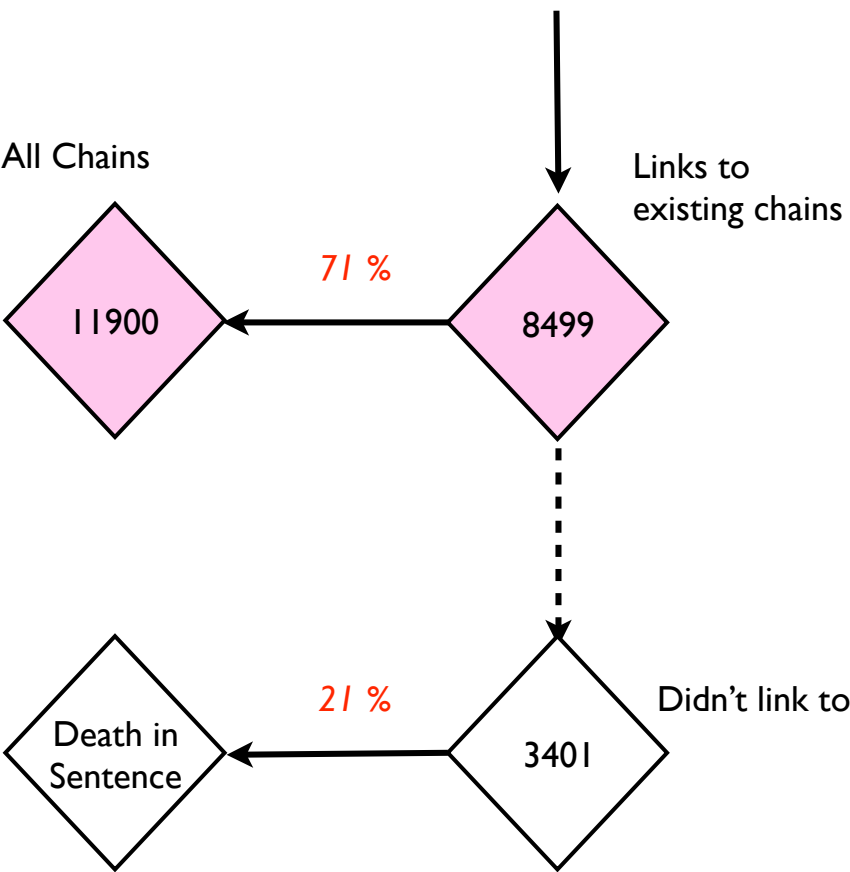 All Chains
Links to
existing chains
71 %
11900
8499
21 %
Didn't link to
Death in
Sentence
3401